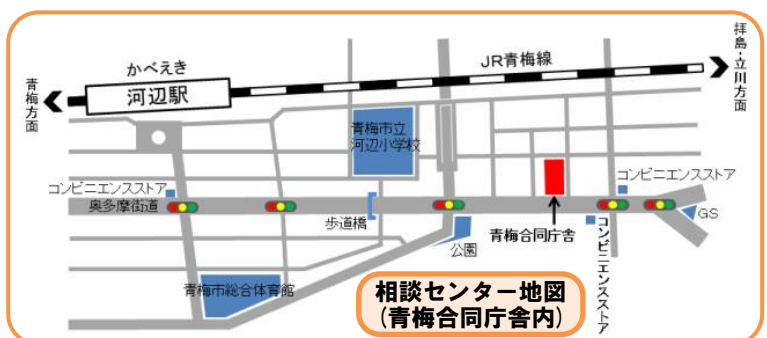 拝島・立川方面
JR青梅線
かべえき
河辺駅
青梅方面
青梅市立
河辺小学校
コンビニエンスストア
コンビニエンスストア
奥多摩街道
歩道橋
青梅合同庁舎
コンビニエンスストア
GS
公園
青梅市総合体育館
相談センター地図
(青梅合同庁舎内)